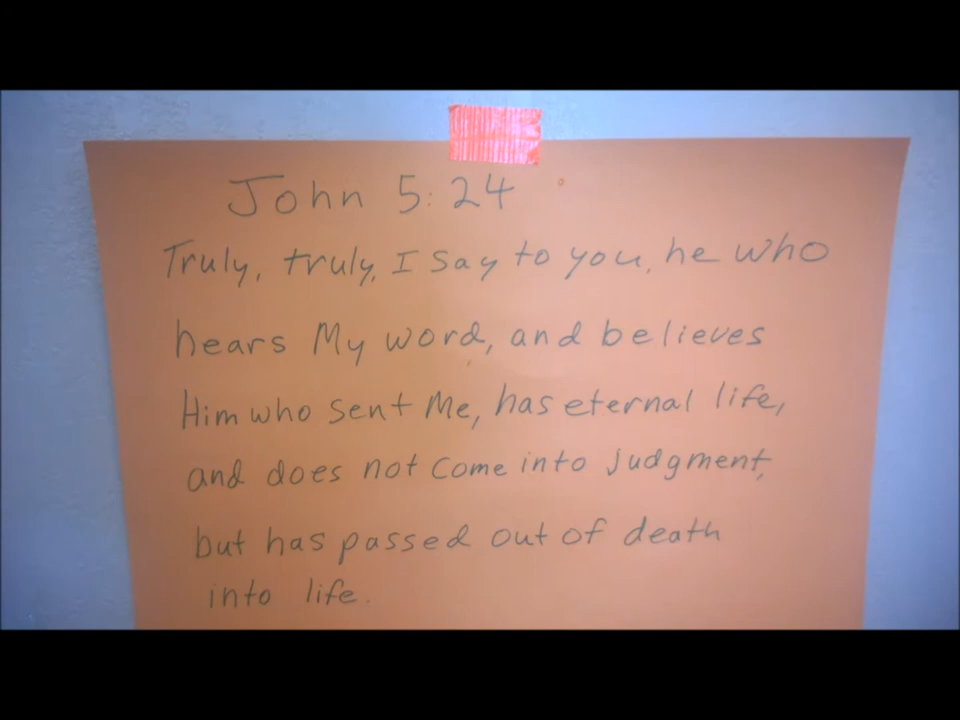 John 5:24
Truly, truly, I say to you, he who
hears My word, and believes
Him who sent Me, has eternal life,
and does not come into judgment,
but has passed out of death
into life.